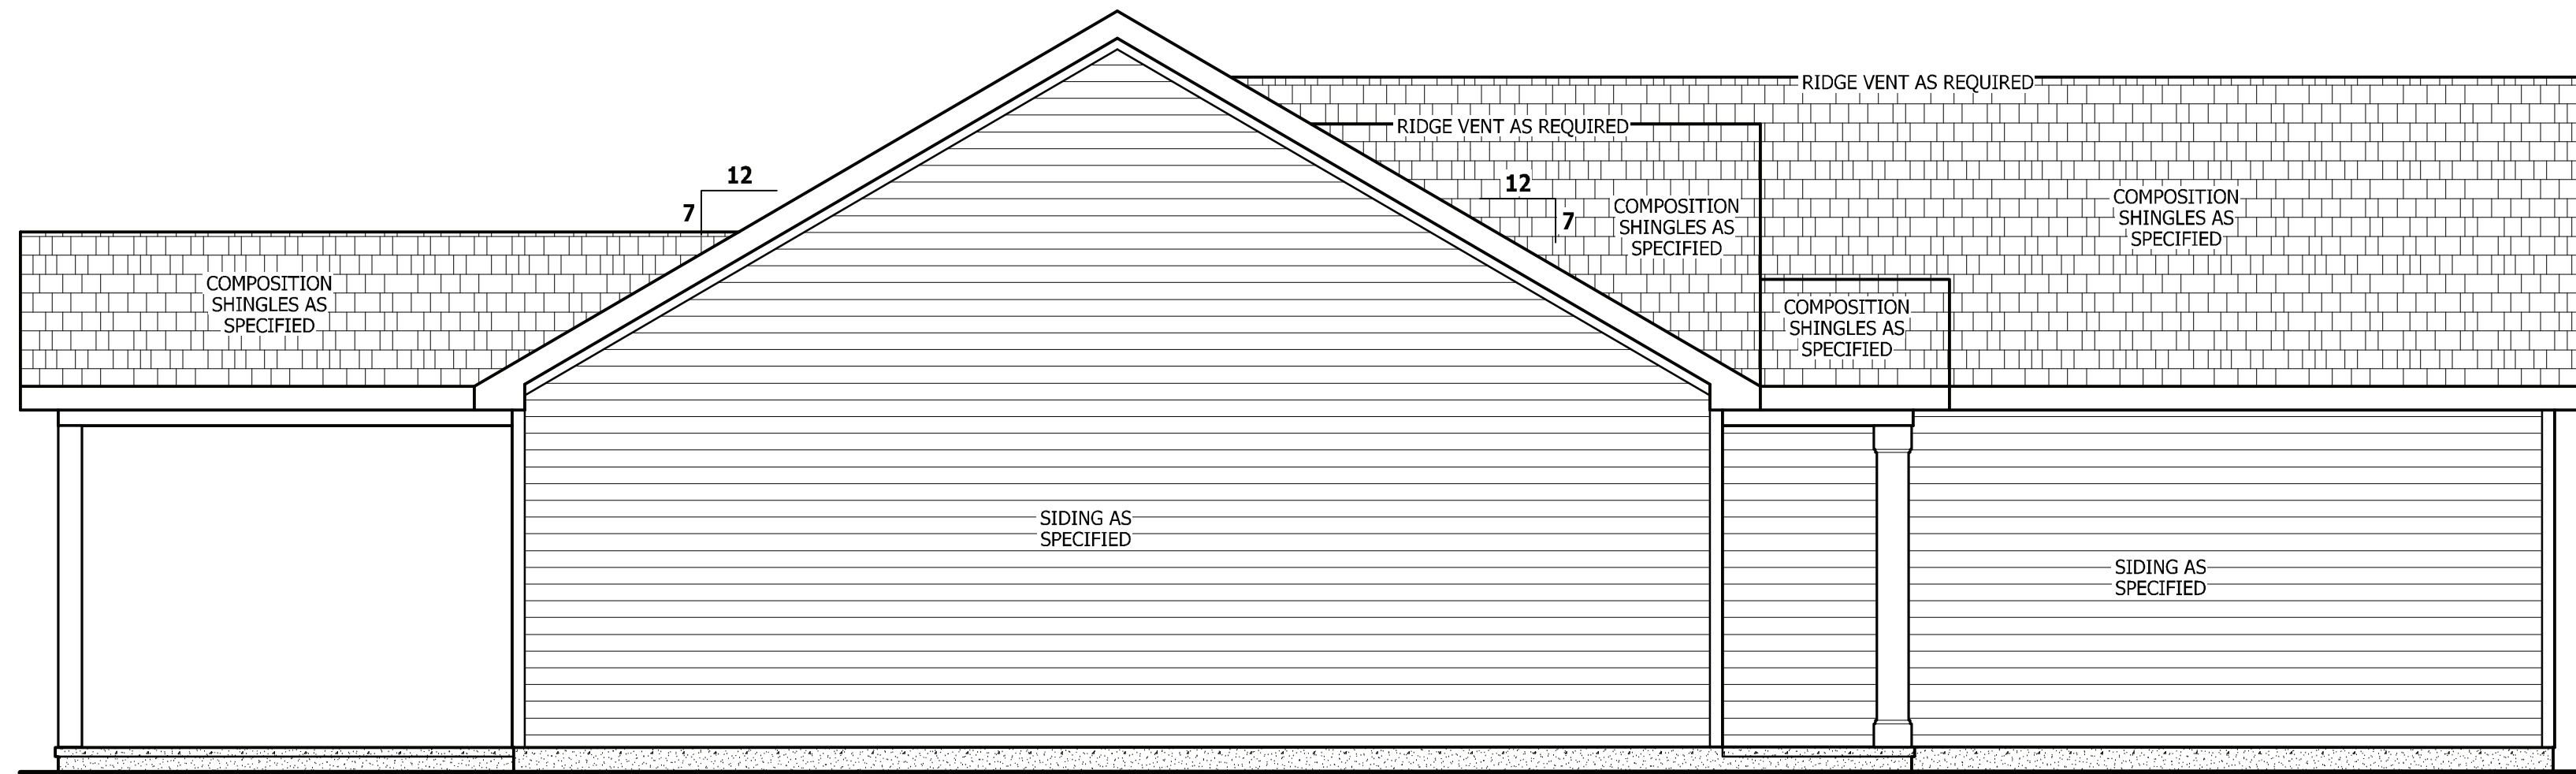 RIDGE VENT AS REQUIRED
RIDGE VENT AS REQUIRED
12
7
12
7
COMPOSITION
SHINGLES AS
SPECIFIED
COMPOSITION
SHINGLES AS
SPECIFIED
COMPOSITION
SHINGLES AS
SPECIFIED
COMPOSITION
SHINGLES AS
SPECIFIED
SIDING AS
SPECIFIED
SIDING AS
SPECIFIED